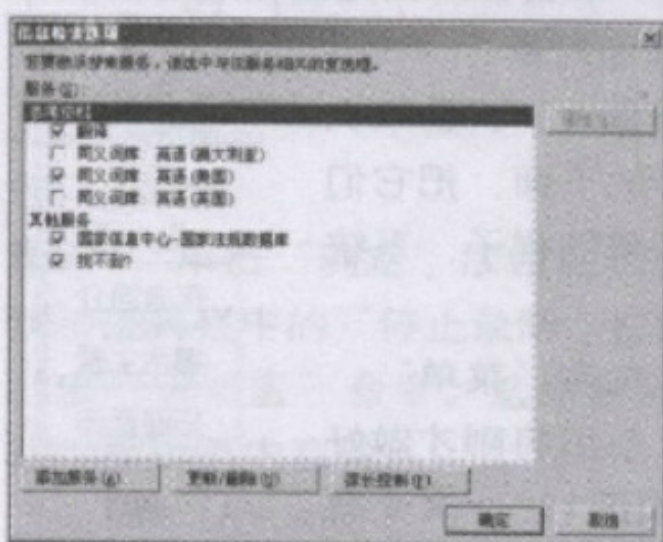 信息检索选项
若要激活搜索服务，请选中与该服务相关的复选框。
服务(S):
参考资料
翻译
同义词库 英语(澳大利亚)
同义词库 英语(美国)
同义词库 英语(英国)
其他服务
国家信息中心-国家法规数据库
找不到?
属性(P)...
添加服务(A)...
更新/删除(U)...
家长控制(P)...
确定
取消